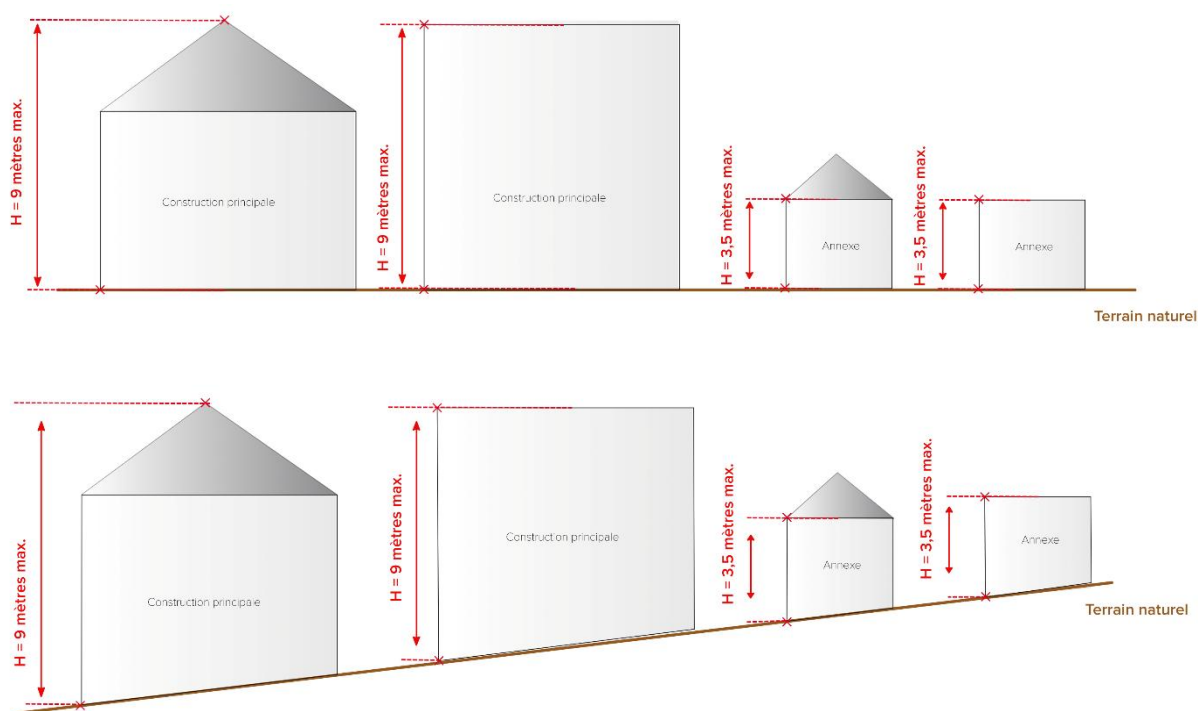 H = 9 mètres max.
Construction principale
H = 9 mètres max.
Construction principale
H = 3,5 mètres max.
Annexe
H = 3,5 mètres max.
Annexe
Terrain naturel
H = 9 mètres max.
Construction principale
H = 9 mètres max.
Construction principale
H = 3,5 mètres max.
Annexe
H = 3,5 mètres max.
Annexe
Terrain naturel